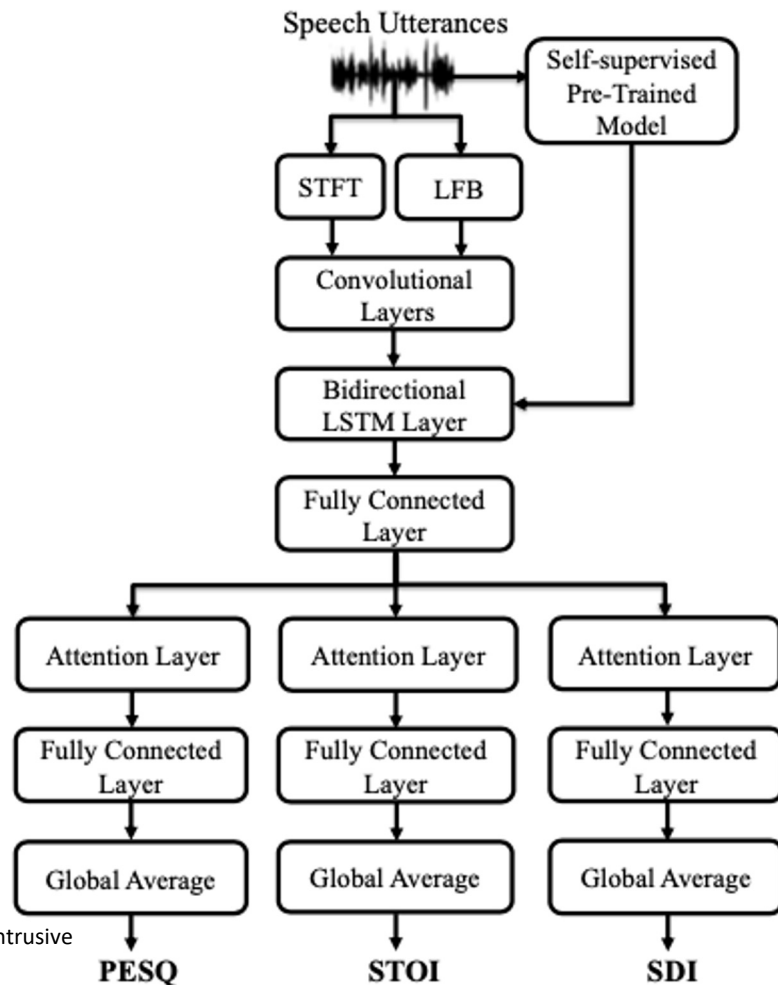 Speech Utterances
Self-supervised
Pre-Trained
Model
STFT
LFB
Convolutional
Layers
Bidirectional
LSTM Layer
Fully Connected
Layer
Attention Layer
Attention Layer
Attention Layer
Fully Connected
Layer
Fully Connected
Layer
Fully Connected
Layer
Global Average
Global Average
Global Average
ntrusive
PESQ
STOI
SDI